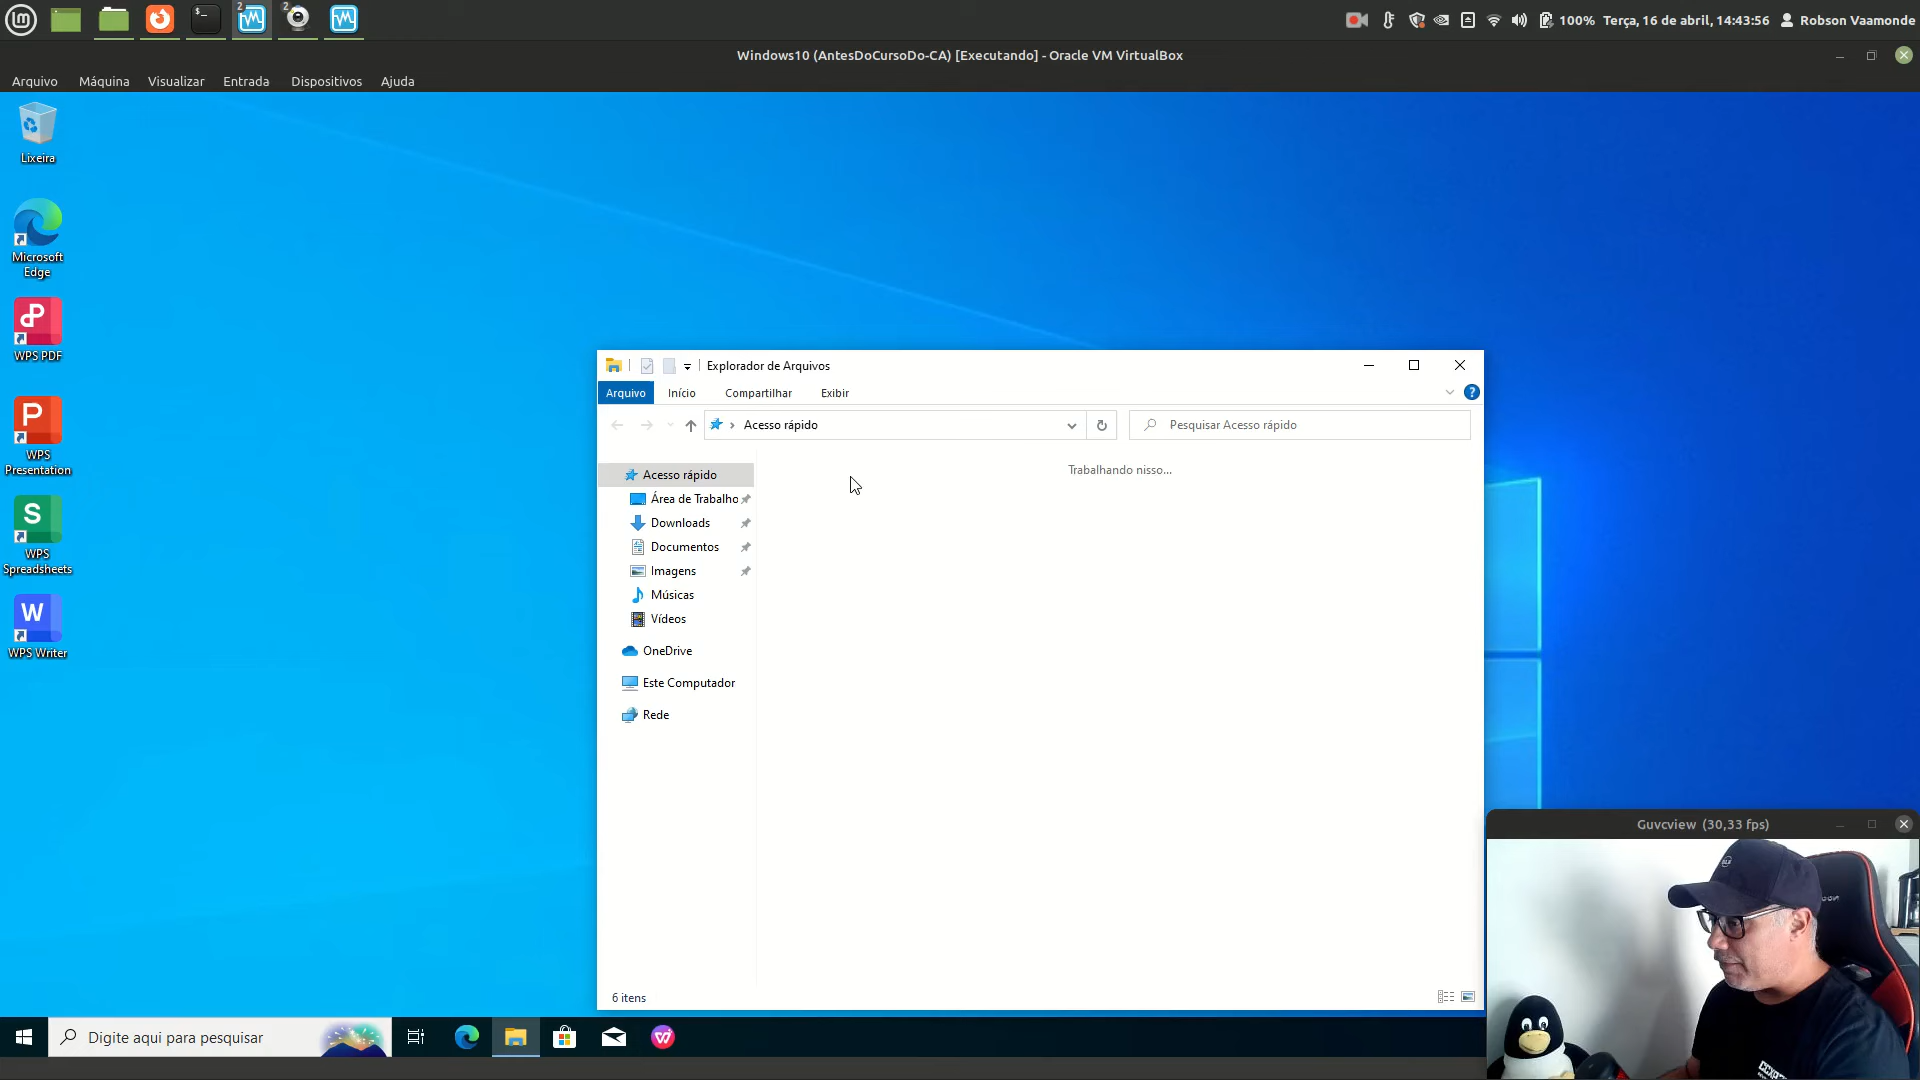 100% Terça, 16 de abril, 14:43:56 Robson Vaamonde
Windows10 (AntesDoCursoDo-CA) [Executando] - Oracle VM VirtualBox
Arquivo Máquina Visualizar Entrada Dispositivos Ajuda
Lixeira
Microsoft
Edge
WPS PDF
WPS
Presentation
WPS
Spreadsheets
WPS Writer
Explorador de Arquivos
Arquivo Início Compartilhar Exibir
Acesso rápido
Pesquisar Acesso rápido
Acesso rápido
Área de Trabalho
Downloads
Documentos
Imagens
Músicas
Vídeos
OneDrive
Este Computador
Rede
Trabalhando nisso...
6 itens
Guvcview (30,33 fps)
Digite aqui para pesquisar